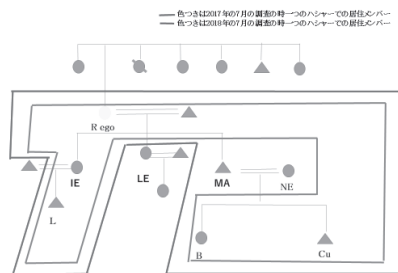 色つきは2017年の7月の調査の時一つのハシャーでの居住メンバー
色つきは2018年の7月の調査の時一つのハシャーでの居住メンバー
R ego
IE LE MA NE
L
B Cu